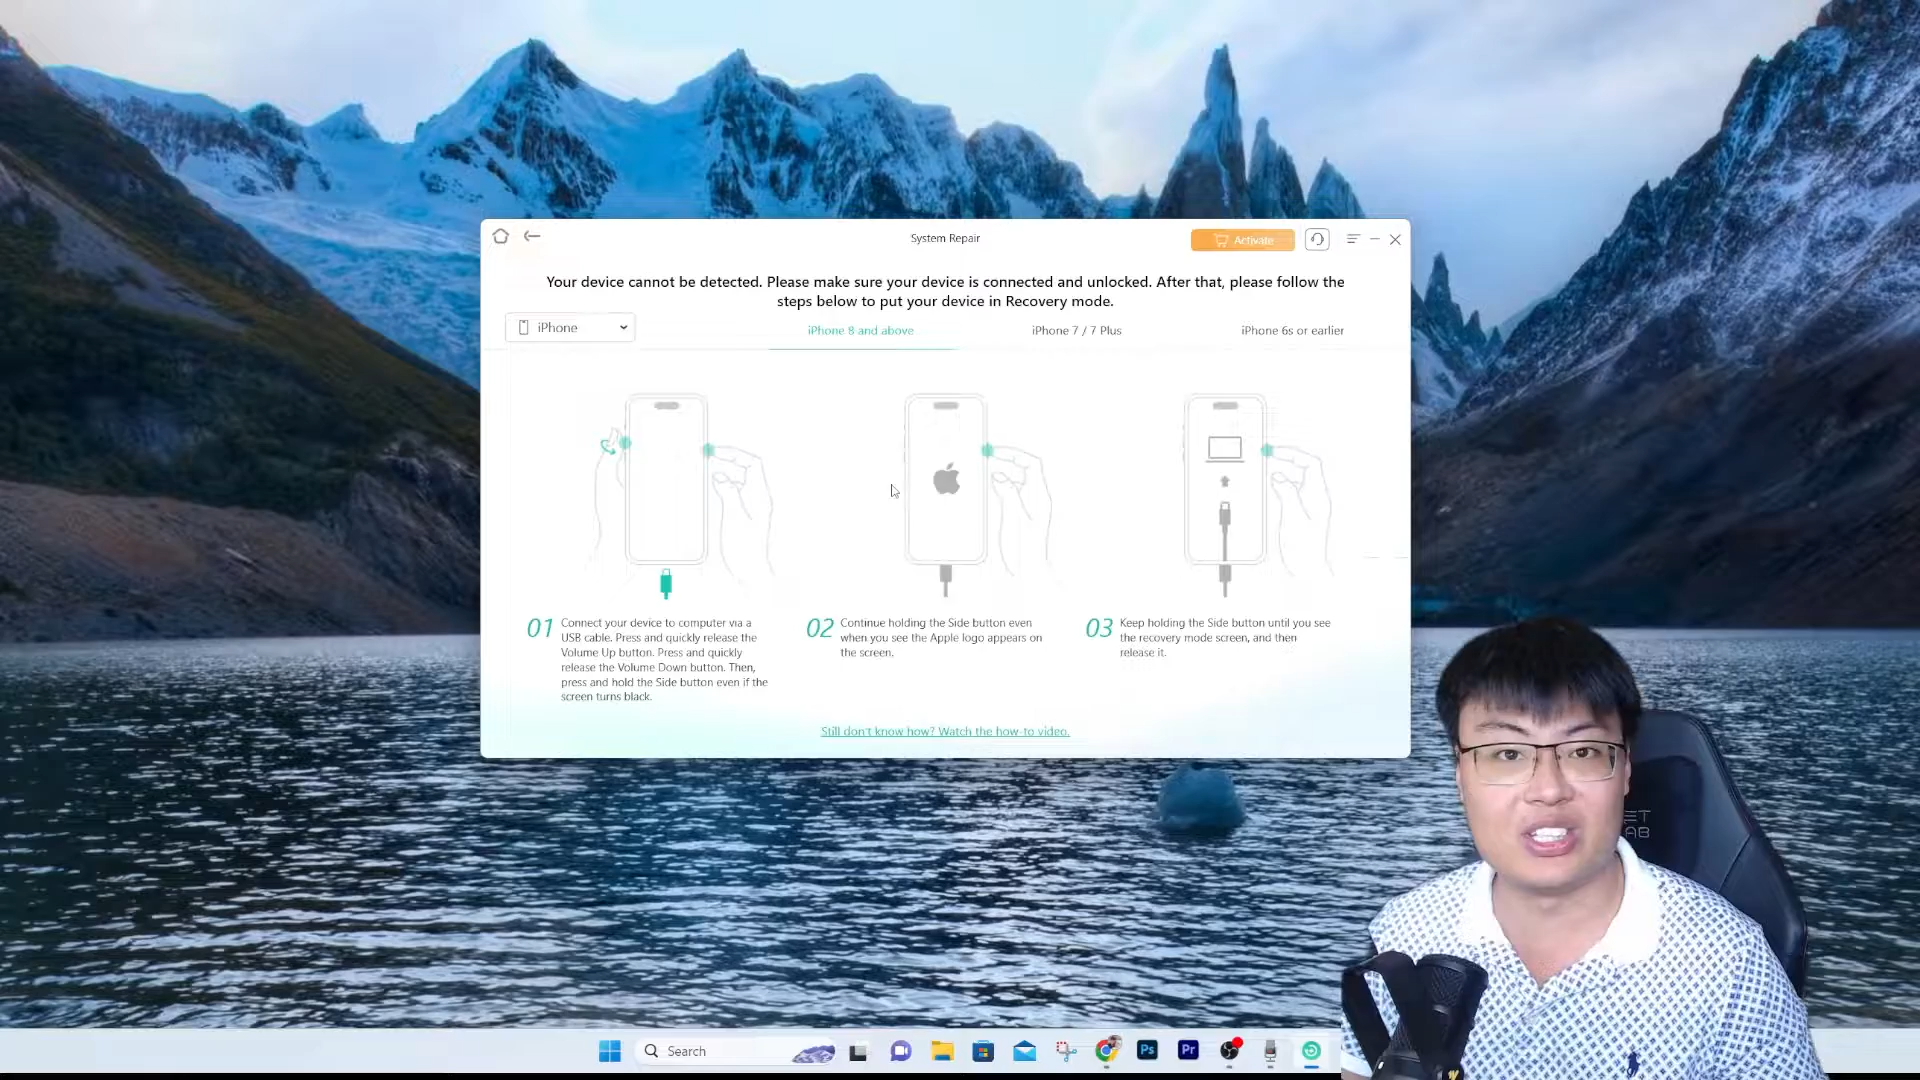 System Repair
Activate
Your device cannot be detected. Please make sure your device is connected and unlocked. After that, please follow the
steps below to put your device in Recovery mode.
iPhone
iPhone 8 and above
iPhone 7 / 7 Plus
iPhone 6s or earlier
01
Connect your device to computer via a
USB cable. Press and quickly release the
Volume Up button. Press and quickly
release the Volume Down button. Then,
press and hold the Side button even if the
screen turns black.
02
Continue holding the Side button even
when you see the Apple logo appears on
the screen.
03
Keep holding the Side button until you see
the recovery mode screen, and then
release it.
Still don't know how? Watch the how-to video.
Search
Ps
Pr